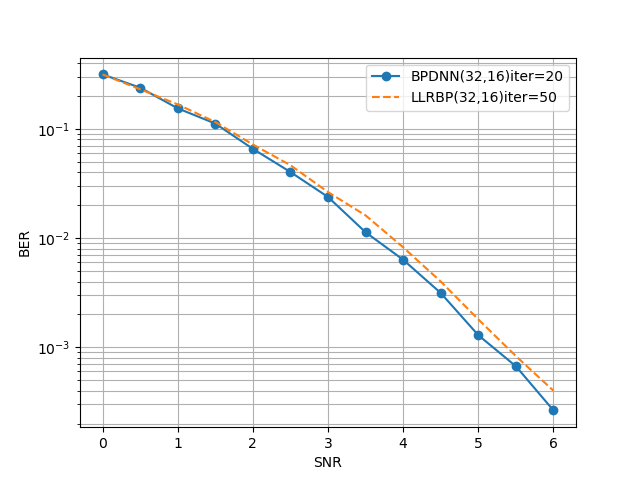 BPDNN(32,16)iter=20
LLRBP(32,16)iter=50
BER
10⁻¹
10⁻²
10⁻³
0 1 2 3 4 5 6
SNR